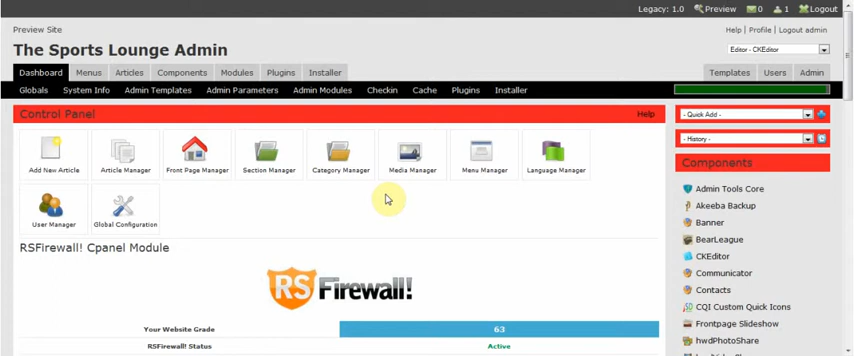 Legacy: 1.0 Preview 0 1 Logout
Preview Site
Help Profile Logout admin
The Sports Lounge Admin
Editor - CKEditor
Dashboard Menus Articles Components Modules Plugins Installer Templates Users Admin
Globals System Info Admin Templates Admin Parameters Admin Modules Checkin Cache Plugins Installer
Control Panel Help
- Quick Add -
- History -
Components
Add New Article Article Manager Front Page Manager Section Manager Category Manager Media Manager Menu Manager Language Manager
User Manager Global Configuration
Admin Tools Core
Akeeba Backup
Banner
BearLeague
CKEditor
Communicator
Contacts
CQI Custom Quick Icons
Frontpage Slideshow
hwdPhotoShare
RSFirewall! Cpanel Module
RS Firewall!
Your Website Grade 63
RSFirewall! Status Active